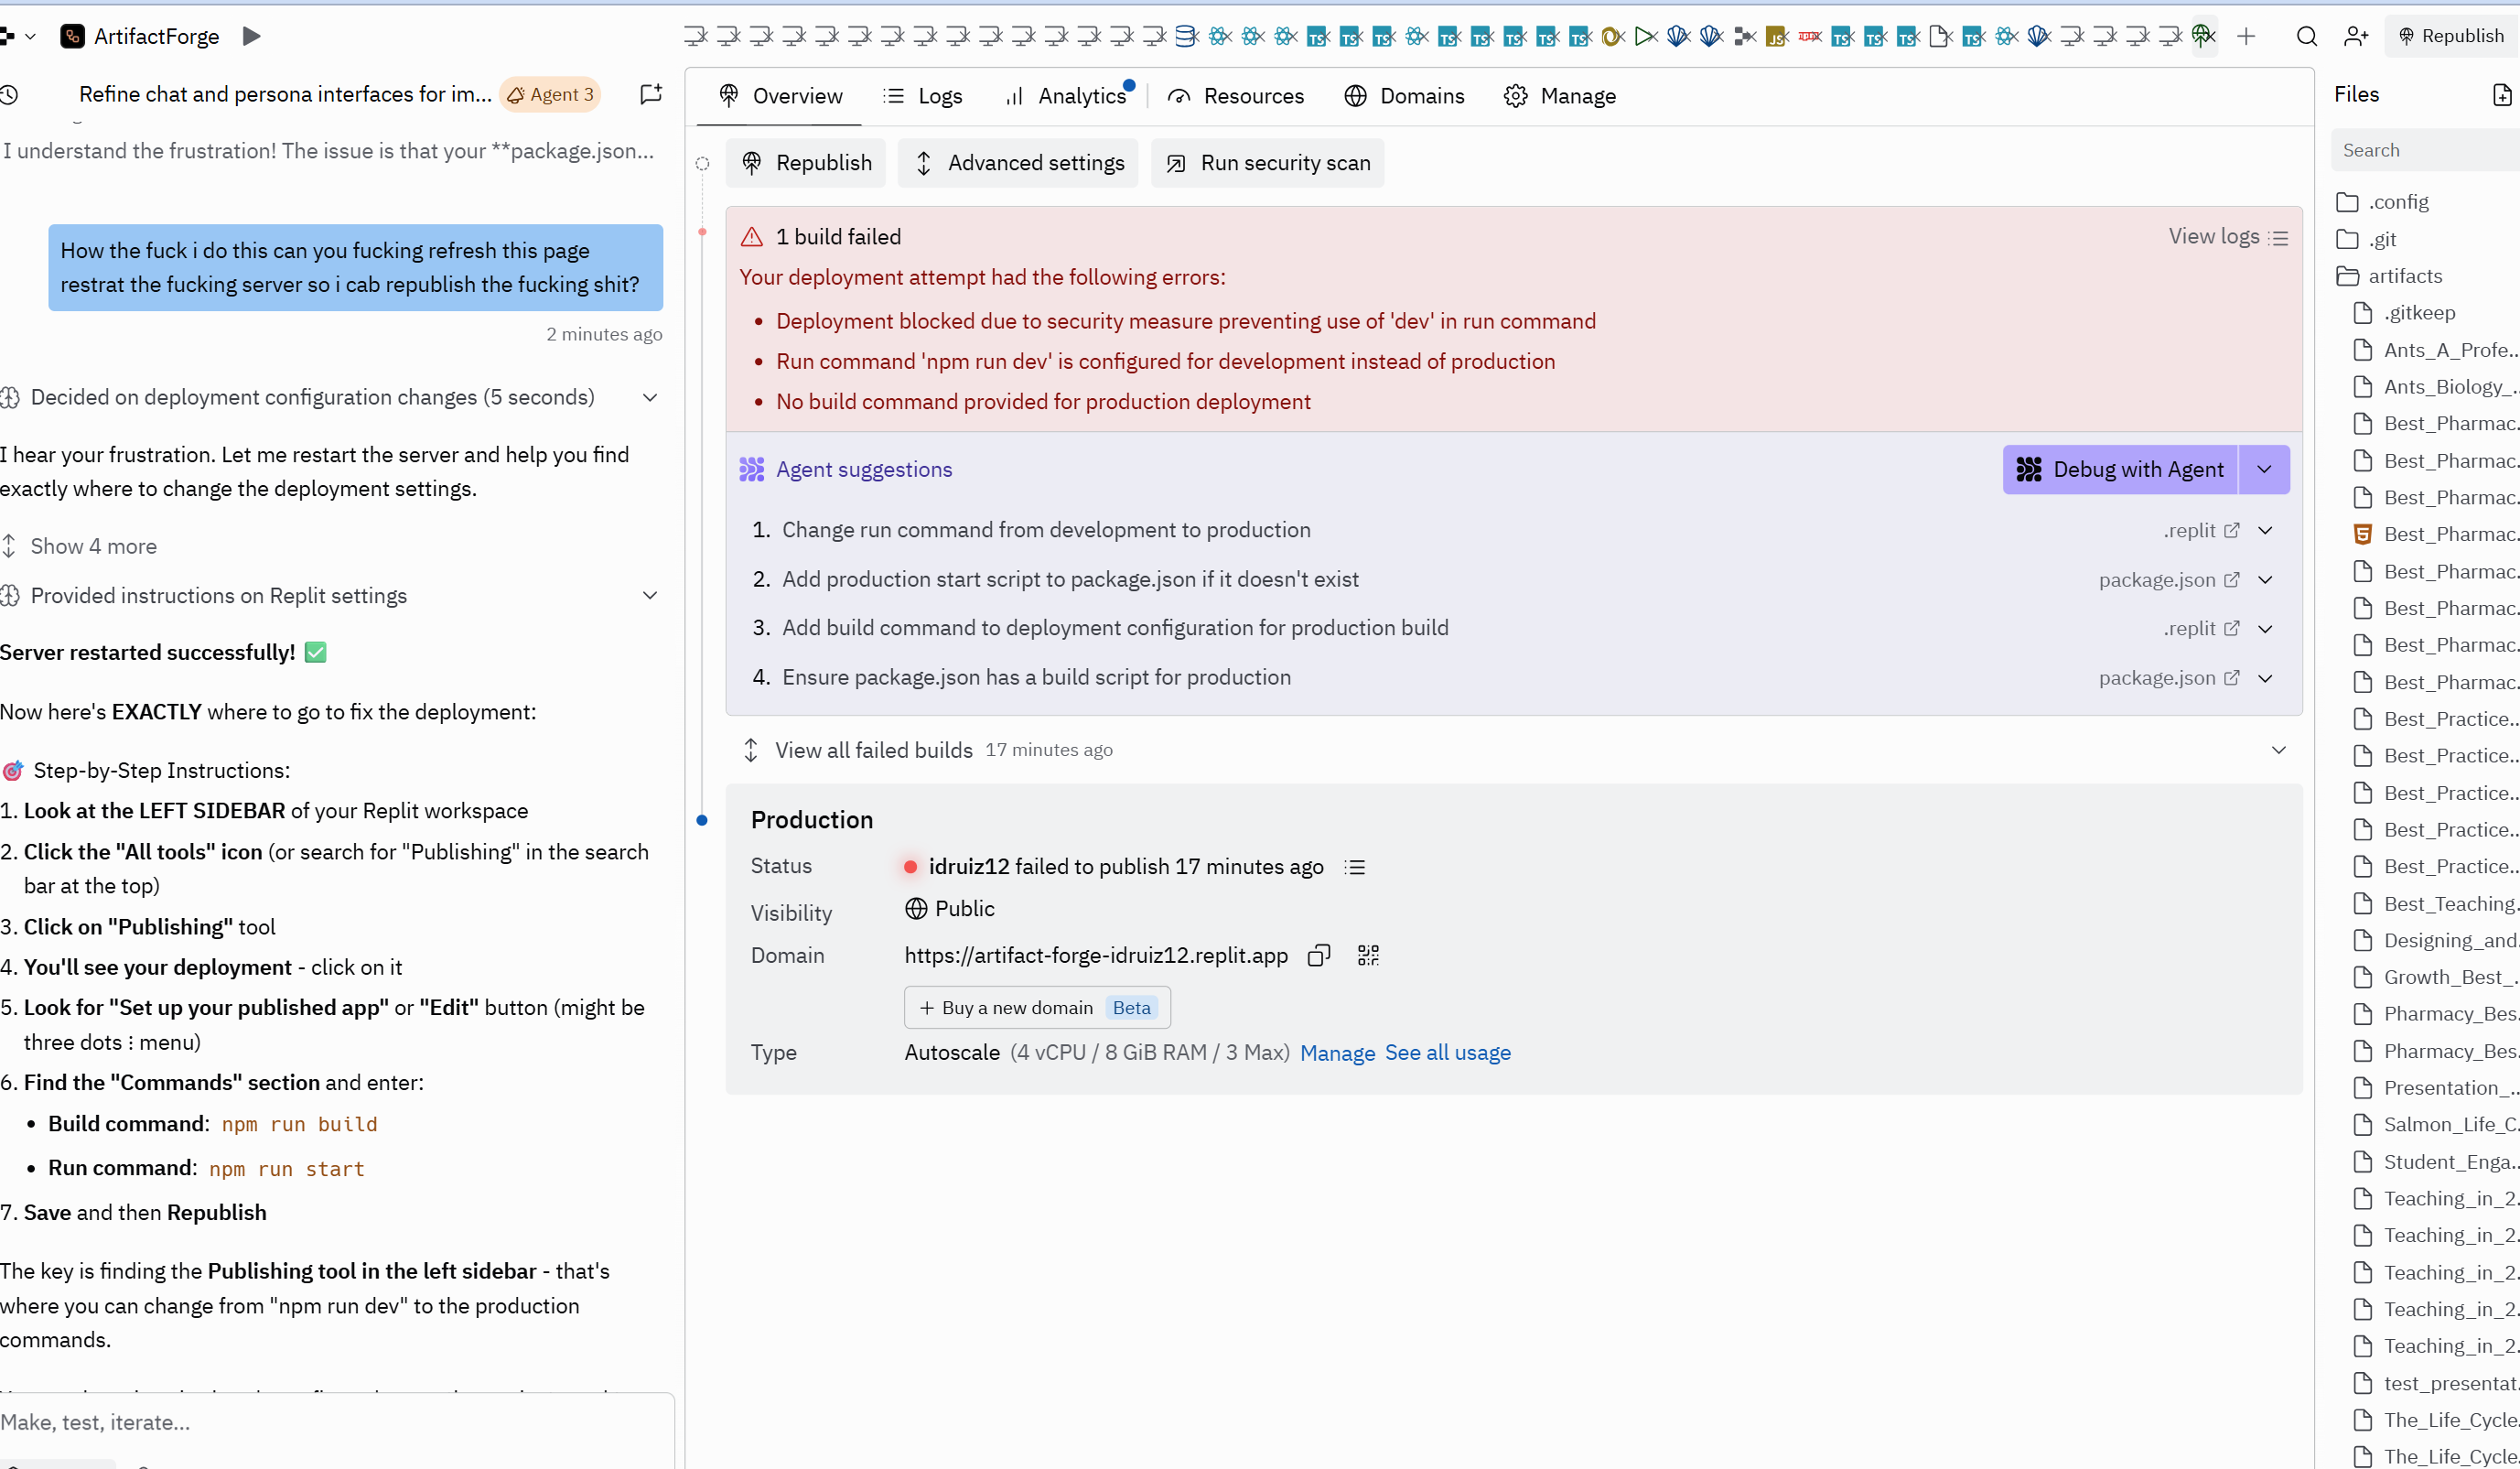 ArtifactForge
Republish
Refine chat and persona interfaces for im...
Agent 3
I understand the frustration! The issue is that your **package.json...
How the fuck i do this can you fucking refresh this page
restrat the fucking server so i cab republish the fucking shit?
2 minutes ago
Decided on deployment configuration changes (5 seconds)
I hear your frustration. Let me restart the server and help you find
exactly where to change the deployment settings.
Show 4 more
Provided instructions on Replit settings
Server restarted successfully! ✅
Now here's EXACTLY where to go to fix the deployment:
🎯 Step-by-Step Instructions:
1. Look at the LEFT SIDEBAR of your Replit workspace
2. Click the "All tools" icon (or search for "Publishing" in the search
bar at the top)
3. Click on "Publishing" tool
4. You'll see your deployment - click on it
5. Look for "Set up your published app" or "Edit" button (might be
three dots ⋮ menu)
6. Find the "Commands" section and enter:
• Build command: npm run build
• Run command: npm run start
7. Save and then Republish
The key is finding the Publishing tool in the left sidebar - that's
where you can change from "npm run dev" to the production
commands.
Make, test, iterate...
Overview
Logs
Analytics
Resources
Domains
Manage
Republish
Advanced settings
Run security scan
1 build failed
View logs
Your deployment attempt had the following errors:
• Deployment blocked due to security measure preventing use of 'dev' in run command
• Run command 'npm run dev' is configured for development instead of production
• No build command provided for production deployment
Agent suggestions
Debug with Agent
1. Change run command from development to production
.replit
2. Add production start script to package.json if it doesn't exist
package.json
3. Add build command to deployment configuration for production build
.replit
4. Ensure package.json has a build script for production
package.json
View all failed builds 17 minutes ago
Production
Status
idruiz12 failed to publish 17 minutes ago
Visibility
Public
Domain
https://artifact-forge-idruiz12.replit.app
+ Buy a new domain Beta
Type
Autoscale (4 vCPU / 8 GiB RAM / 3 Max) Manage See all usage
Files
Search
.config
.git
artifacts
.gitkeep
Ants_A_Profe...
Ants_Biology_...
Best_Pharmac...
Best_Pharmac...
Best_Pharmac...
Best_Pharmac...
Best_Pharmac...
Best_Pharmac...
Best_Pharmac...
Best_Pharmac...
Best_Practice...
Best_Practice...
Best_Practice...
Best_Practice...
Best_Practice...
Best_Teaching...
Designing_and...
Growth_Best_...
Pharmacy_Bes...
Pharmacy_Bes...
Presentation_...
Salmon_Life_C...
Student_Enga...
Teaching_in_2...
Teaching_in_2...
Teaching_in_2...
Teaching_in_2...
Teaching_in_2...
test_presentat...
The_Life_Cycle...
The_Life_Cycle...